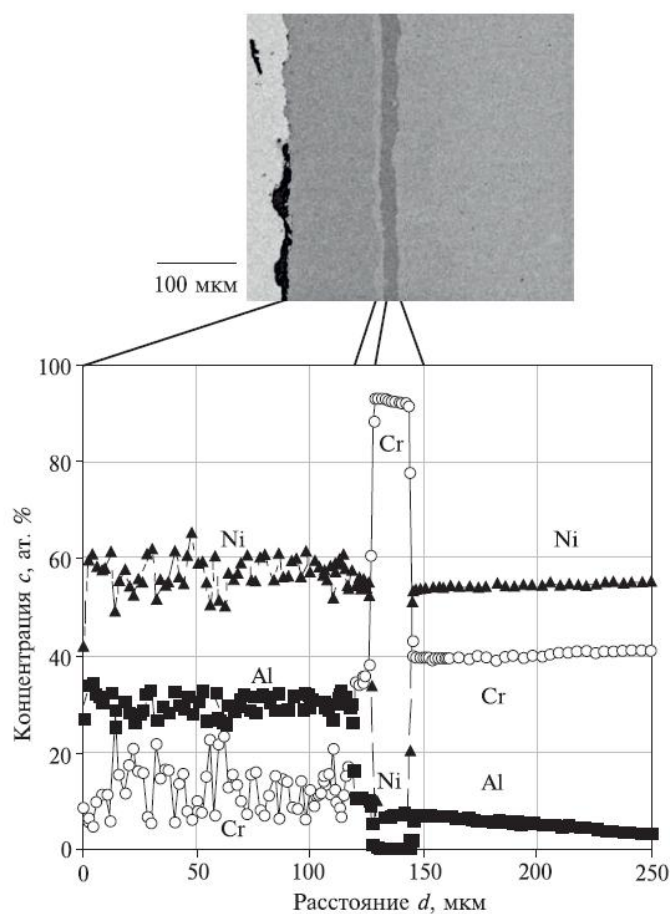 100 мкм
100
80
60
40
20
0
Концентрация c, ат. %
Cr
Ni
Ni
Al
Cr
Ni
Al
Cr
0 50 100 150 200 250
Расстояние d, мкм